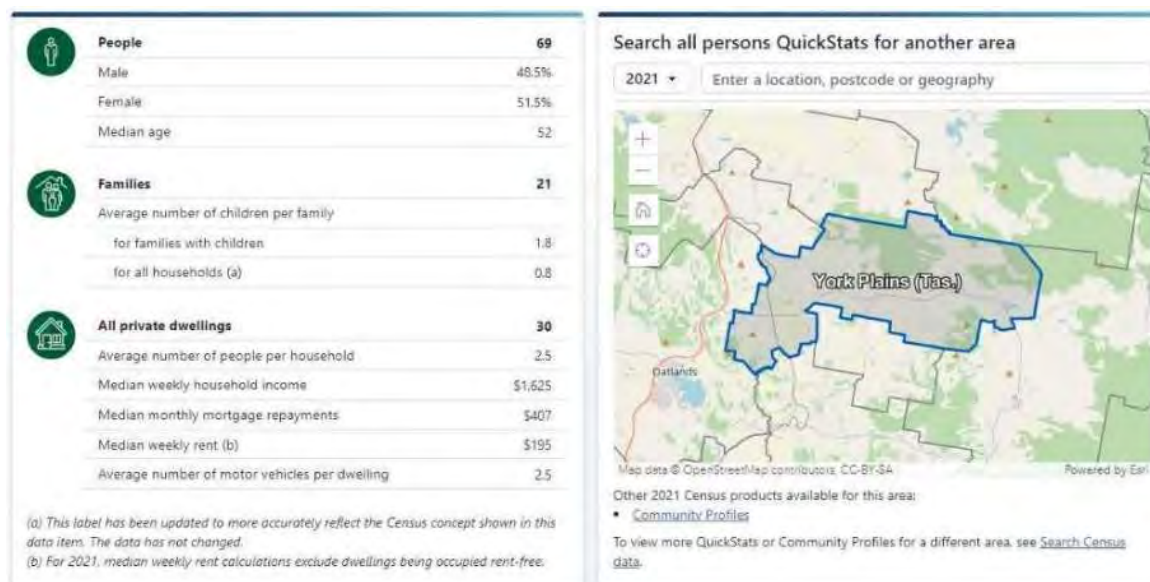 People 69
Male 48.5%
Female 51.5%
Median age 52
Families 21
Average number of children per family
for families with children 1.8
for all households (a) 0.8
All private dwellings 30
Average number of people per household 2.5
Median weekly household income $1,625
Median monthly mortgage repayments $407
Median weekly rent (b) $195
Average number of motor vehicles per dwelling 2.5
(a) This label has been updated to more accurately reflect the Census concept shown in this
data item. The data has not changed.
(b) For 2021, median weekly rent calculations exclude dwellings being occupied rent-free.
Search all persons QuickStats for another area
2021 Enter a location, postcode or geography
+
−
York Plains (Tas.)
Oatlands
Map data © OpenStreetMap contributors, CC-BY-SA Powered by Esri
Other 2021 Census products available for this area:
• Community Profiles
To view more QuickStats or Community Profiles for a different area, see Search Census
data.